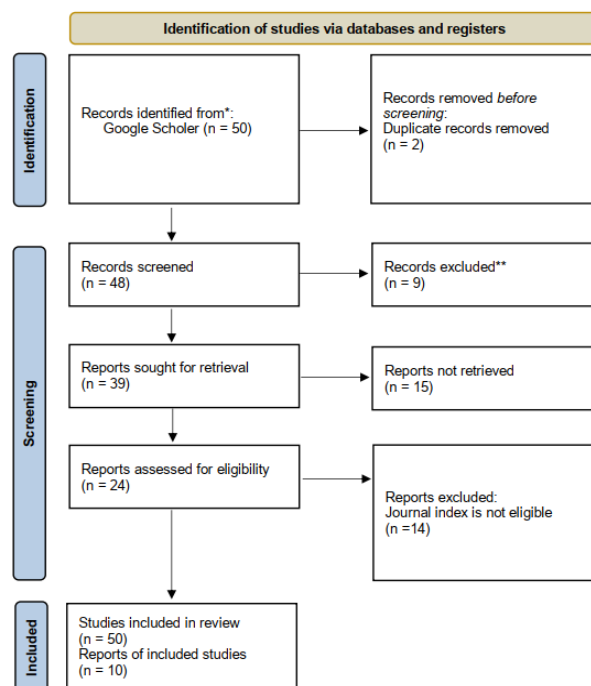 Identification of studies via databases and registers
Identification
Records identified from*:
Google Scholer (n = 50)
Records removed before
screening:
Duplicate records removed
(n = 2)
Screening
Records screened
(n = 48)
Records excluded**
(n = 9)
Reports sought for retrieval
(n = 39)
Reports not retrieved
(n = 15)
Reports assessed for eligibility
(n = 24)
Reports excluded:
Journal index is not eligible
(n =14)
Included
Studies included in review
(n = 50)
Reports of included studies
(n = 10)